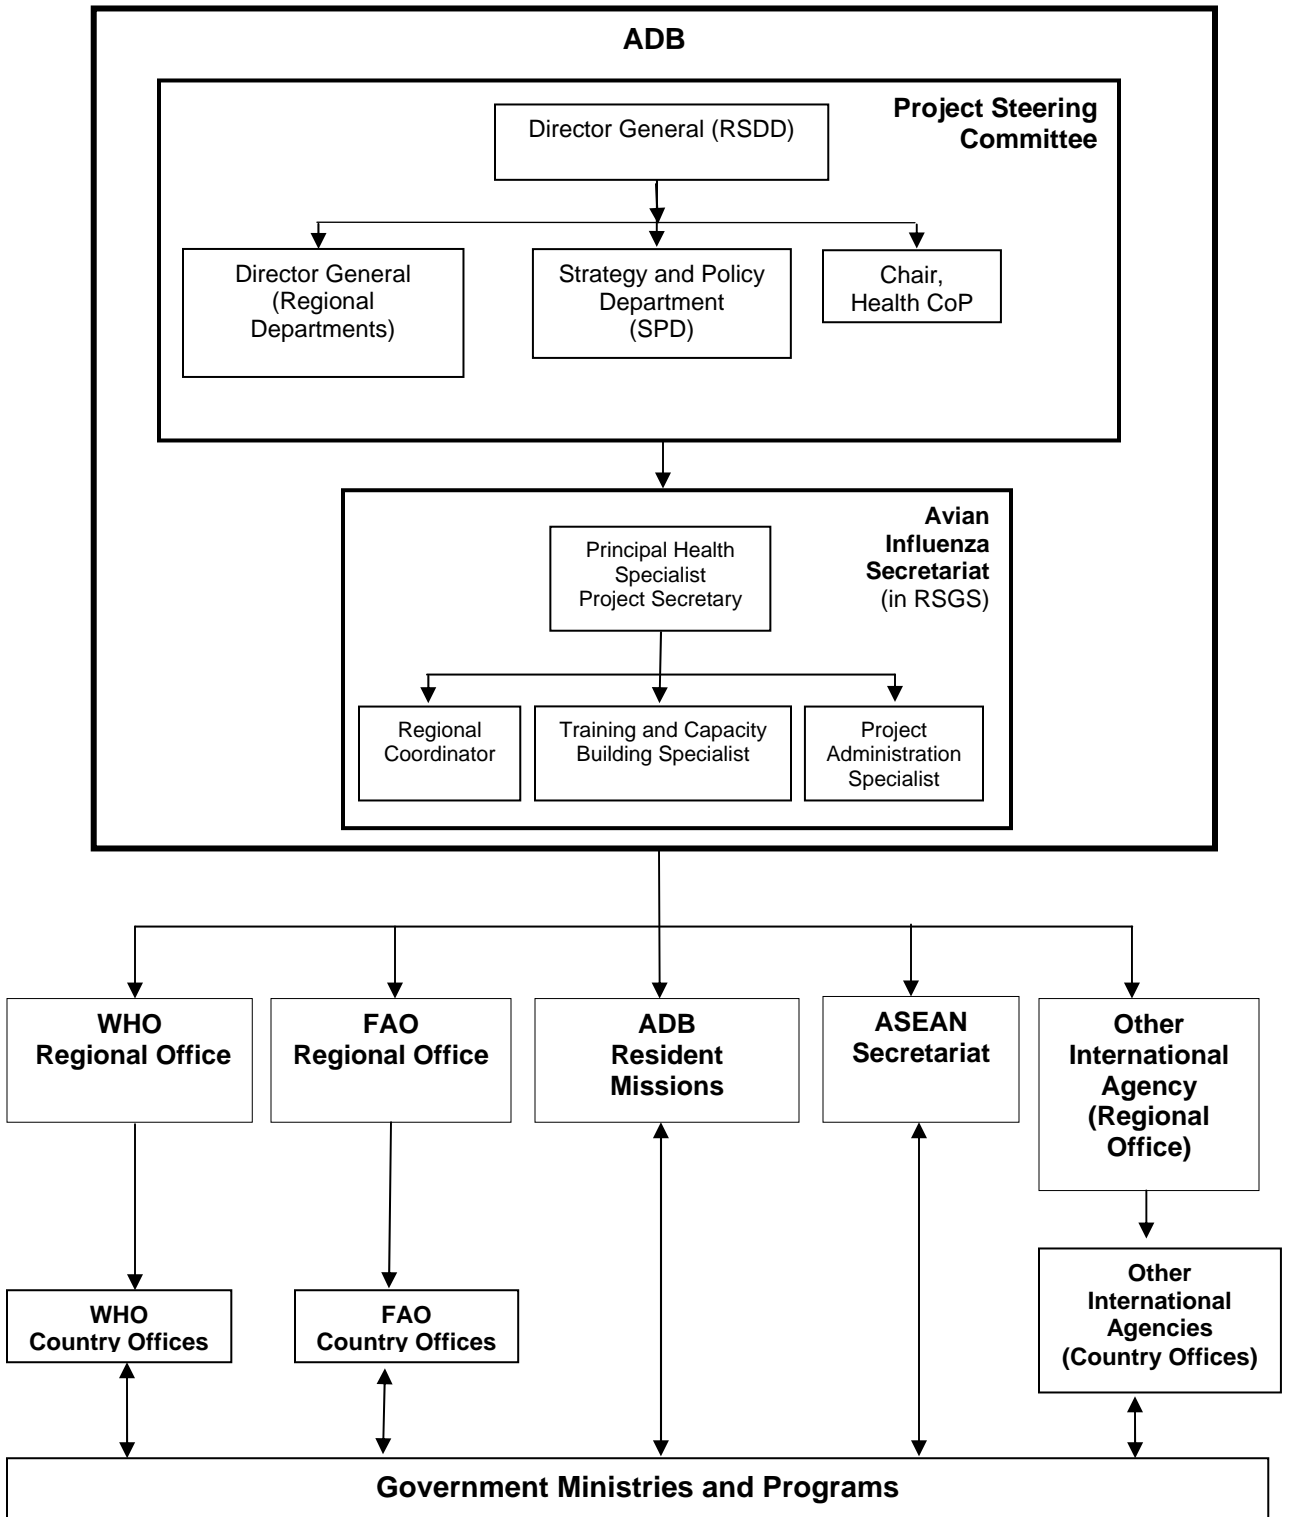 ADB
Project Steering
Committee
Director General (RSDD)
Director General
(Regional
Departments)
Strategy and Policy
Department
(SPD)
Chair,
Health CoP
Avian
Influenza
Secretariat
(in RSGS)
Principal Health
Specialist
Project Secretary
Regional
Coordinator
Training and Capacity
Building Specialist
Project
Administration
Specialist
WHO
Regional Office
FAO
Regional Office
ADB
Resident
Missions
ASEAN
Secretariat
Other
International
Agency
(Regional
Office)
WHO
Country Offices
FAO
Country Offices
Other
International
Agencies
(Country Offices)
Government Ministries and Programs